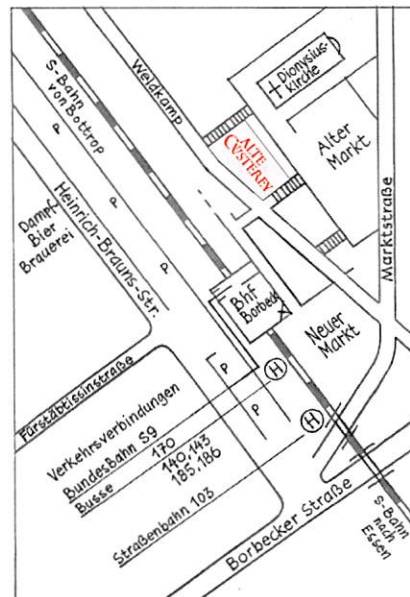 S-Bahn
von Bottrop
Weidkamp
Dionysius-
kirche
ALTE
CÜSTEREY
Alter
Markt
Marktstraße
P
P
P
P
Dampf
Bier
Brauerei
Heinrich-Brauns-Str.
Bhf
Borbeck
Neuer
Markt
Fürstäbtissinstraße
P
P
H
H
Verkehrsverbindungen
Bundesbahn S9
Busse 170
140,143
185,186
Straßenbahn 103
Borbecker Straße
S-Bahn
nach
Essen